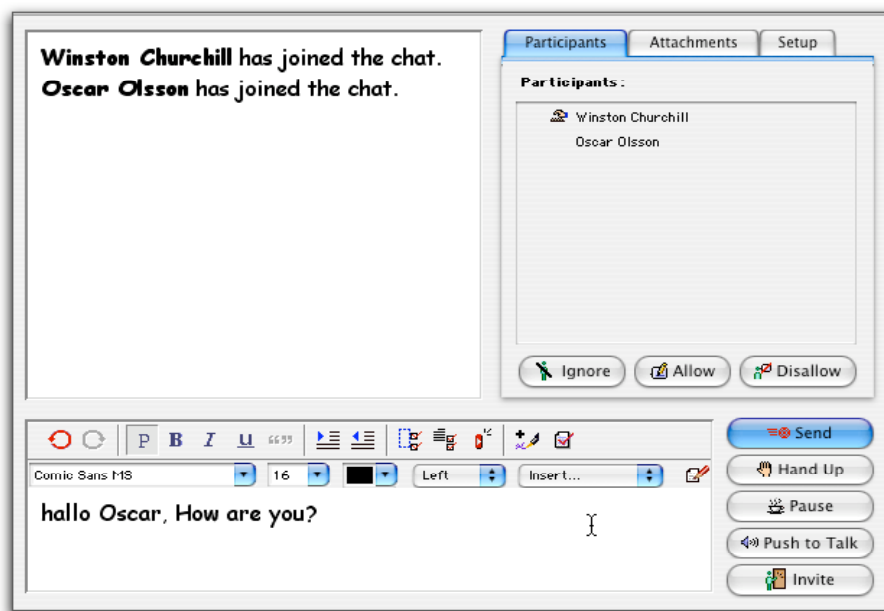 Winston Churchill has joined the chat.
Oscar Olsson has joined the chat.
Participants
Attachments
Setup
Participants:
Winston Churchill
Oscar Olsson
Ignore
Allow
Disallow
P B I U “”
Comic Sans MS
16
Left
Insert...
hallo Oscar, How are you?
Send
Hand Up
Pause
Push to Talk
Invite